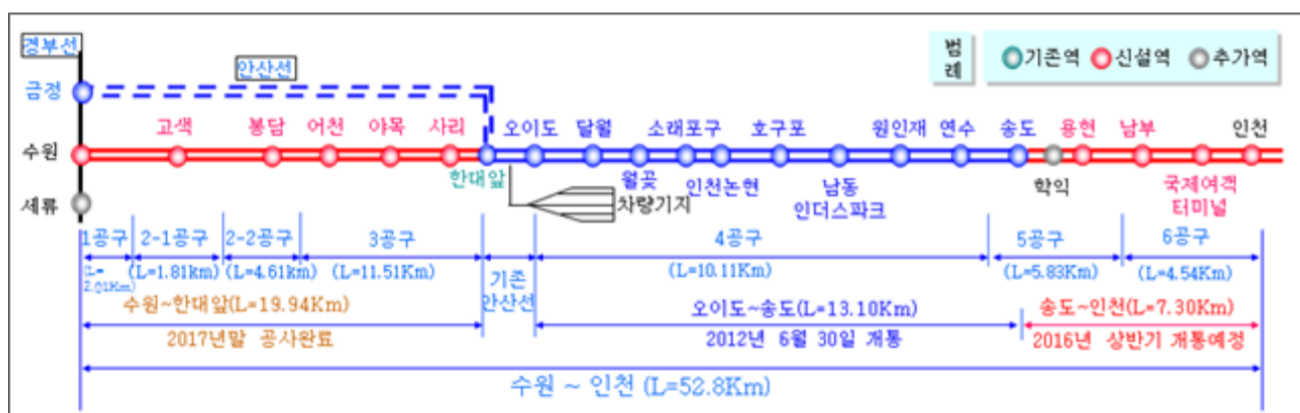 경부선
안산선
범례
기존역 신설역 추가역
금정
고색 봉담 어천 야목 사리 오이도 달월 소래포구 호구포 원인재 연수 송도 용현 남부 인천
수원
한대앞 월곶 인천논현 남동 인더스파크 학익 국제여객 터미널
차량기지
세류
1공구 2-1공구 2-2공구 3공구 4공구 5공구 6공구
(L=2.01Km) (L=1.81km) (L=4.61km) (L=11.51Km) (L=10.11Km) (L=5.83Km) (L=4.54Km)
기존 안산선
수원~한대앞(L=19.94Km) 오이도~송도(L=13.10Km) 송도~인천(L=7.30Km)
2017년말 공사완료 2012년 6월 30일 개통 2016년 상반기 개통예정
수원 ~ 인천 (L=52.8Km)